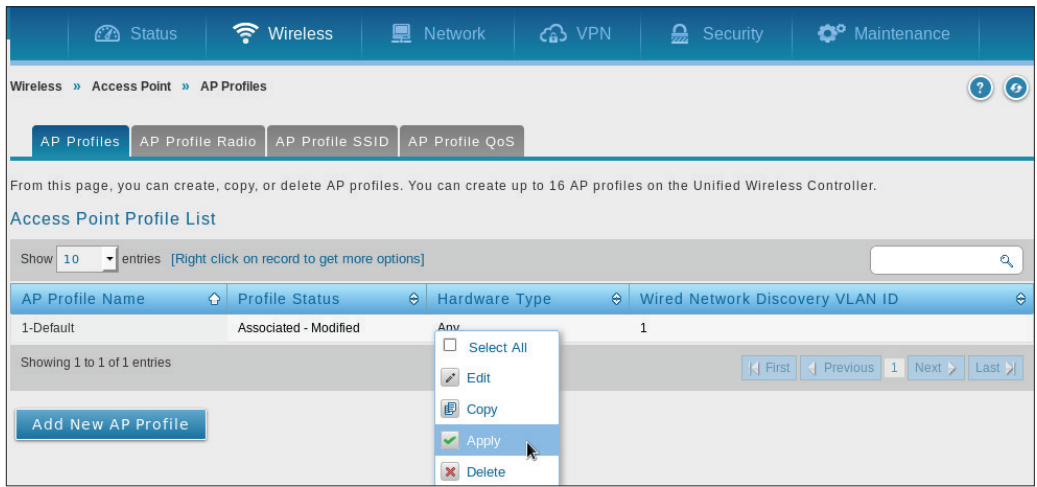 Status Wireless Network VPN Security Maintenance
Wireless » Access Point » AP Profiles
AP Profiles AP Profile Radio AP Profile SSID AP Profile QoS
From this page, you can create, copy, or delete AP profiles. You can create up to 16 AP profiles on the Unified Wireless Controller.
Access Point Profile List
Show 10 entries [Right click on record to get more options]
AP Profile Name Profile Status Hardware Type Wired Network Discovery VLAN ID
1-Default Associated - Modified Any 1
Showing 1 to 1 of 1 entries First Previous 1 Next Last
Select All
Edit
Copy
Apply
Delete
Add New AP Profile